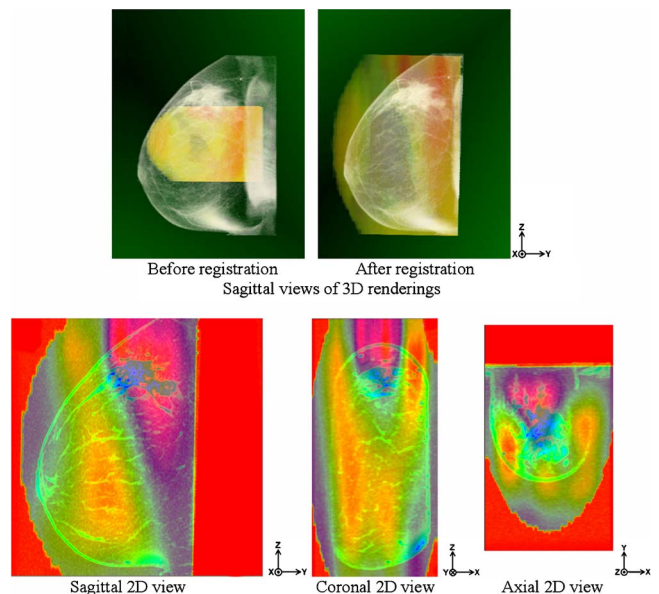 Before registration
After registration
Sagittal views of 3D renderings
Z
X
Y
Sagittal 2D view
Z
X
Y
Coronal 2D view
Z
Y
X
Axial 2D view
Y
Z
X